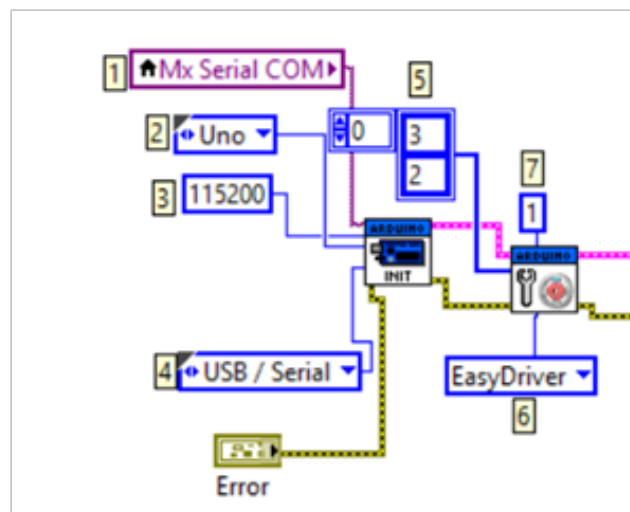 1
Mx Serial COM
5
2
Uno
0
3
2
7
3
115200
1
ARDUINO
INIT
ARDUINO
4
USB / Serial
EasyDriver
6
Error